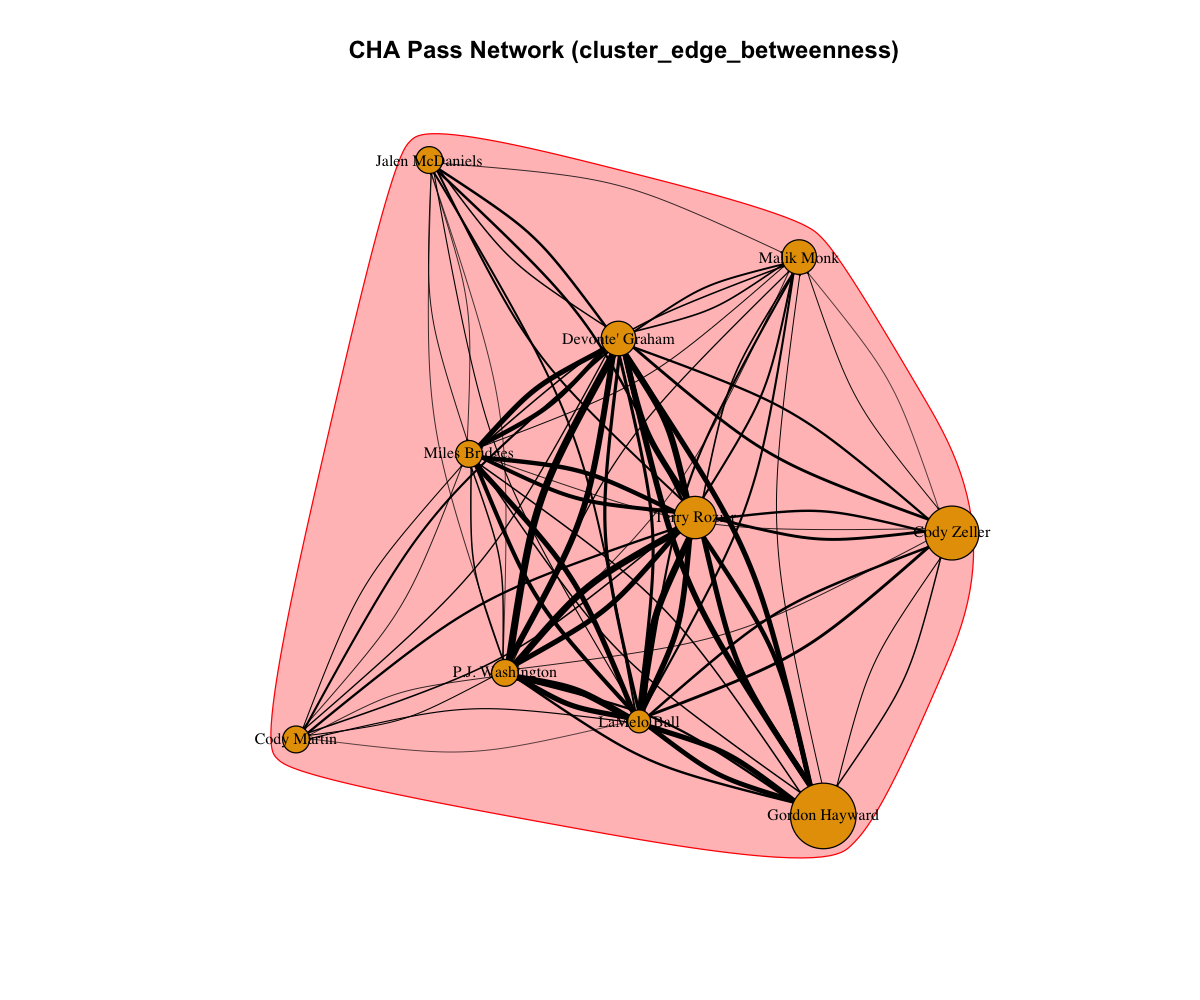 CHA Pass Network (cluster_edge_betweenness)
Jalen McDaniels
Malik Monk
Devonte' Graham
Miles Bridges
Terry Rozier
Cody Zeller
P.J. Washington
LaMelo Ball
Cody Martin
Gordon Hayward